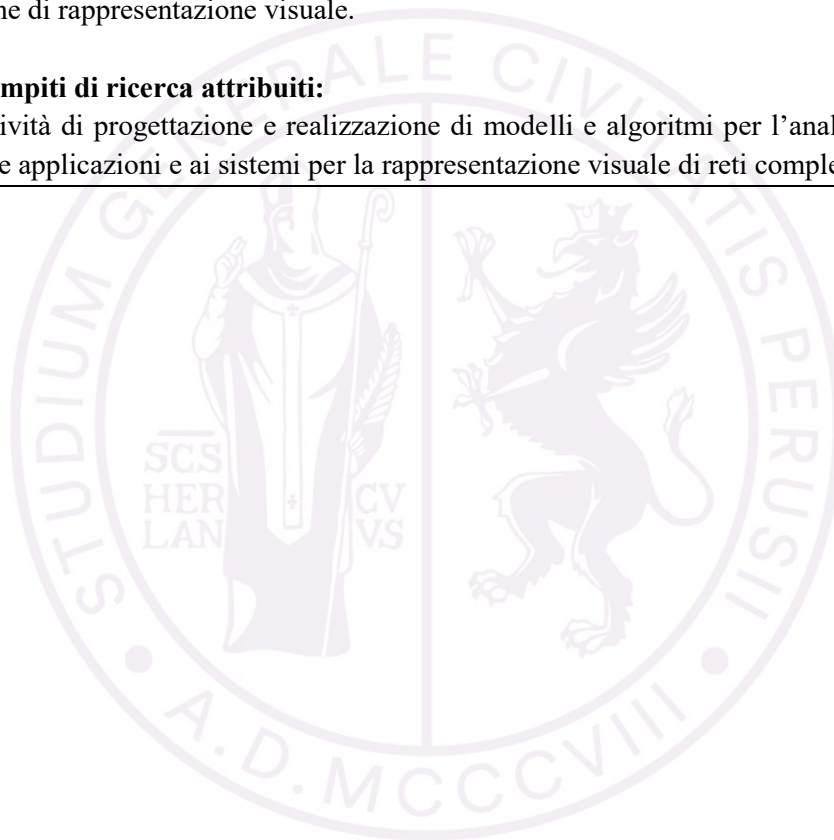 ne di rappresentazione visuale.
mpiti di ricerca attribuiti:
ività di progettazione e realizzazione di modelli e algoritmi per l’anal
e applicazioni e ai sistemi per la rappresentazione visuale di reti comple
STUDIUM GENERALE CIVITATIS PERUSII
SCS
HER CV
LAN VS
A.D. MCCCVIII